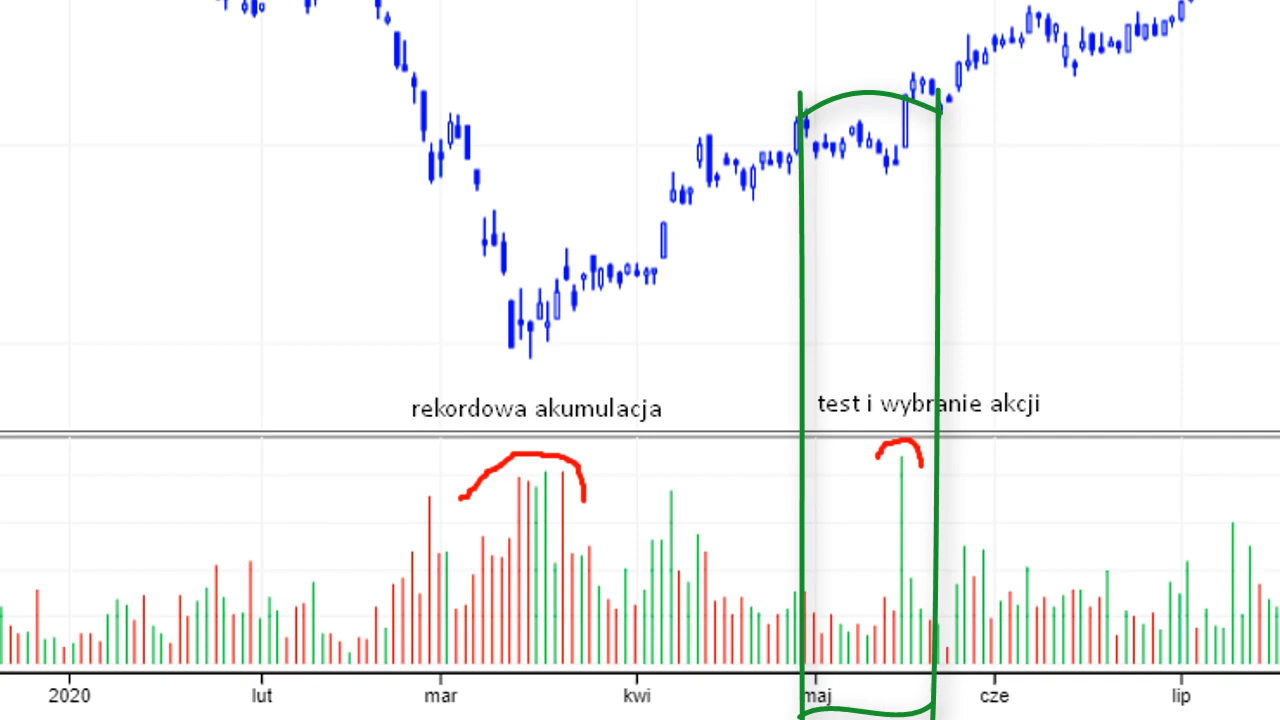 rekordowa akumulacja
test i wybranie akcji
2020 lut mar kwi maj cze lip